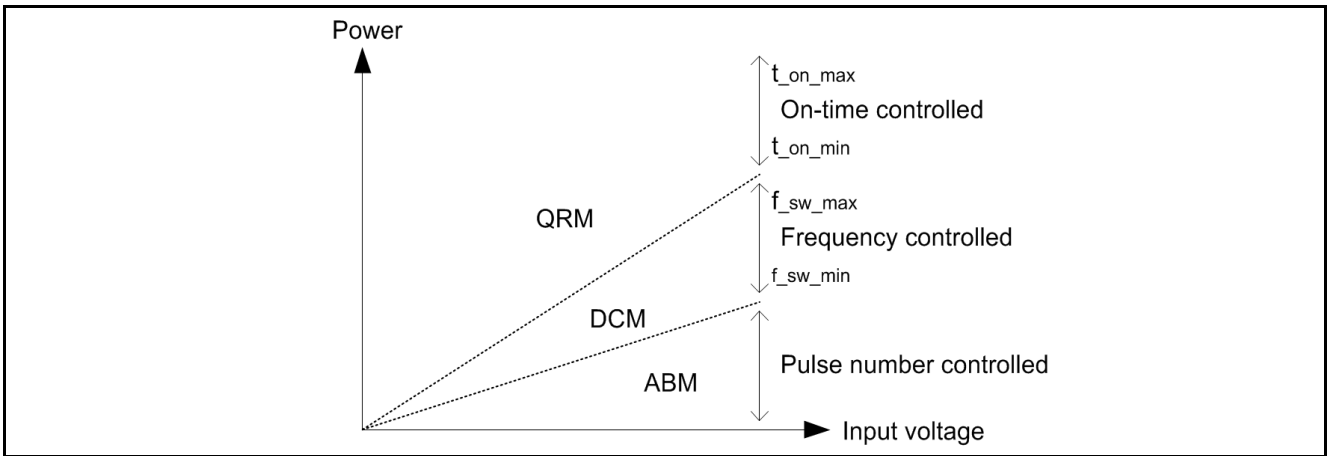 Power
t_on_max
On-time controlled
t_on_min
QRM
f_sw_max
Frequency controlled
f_sw_min
DCM
ABM
Pulse number controlled
Input voltage